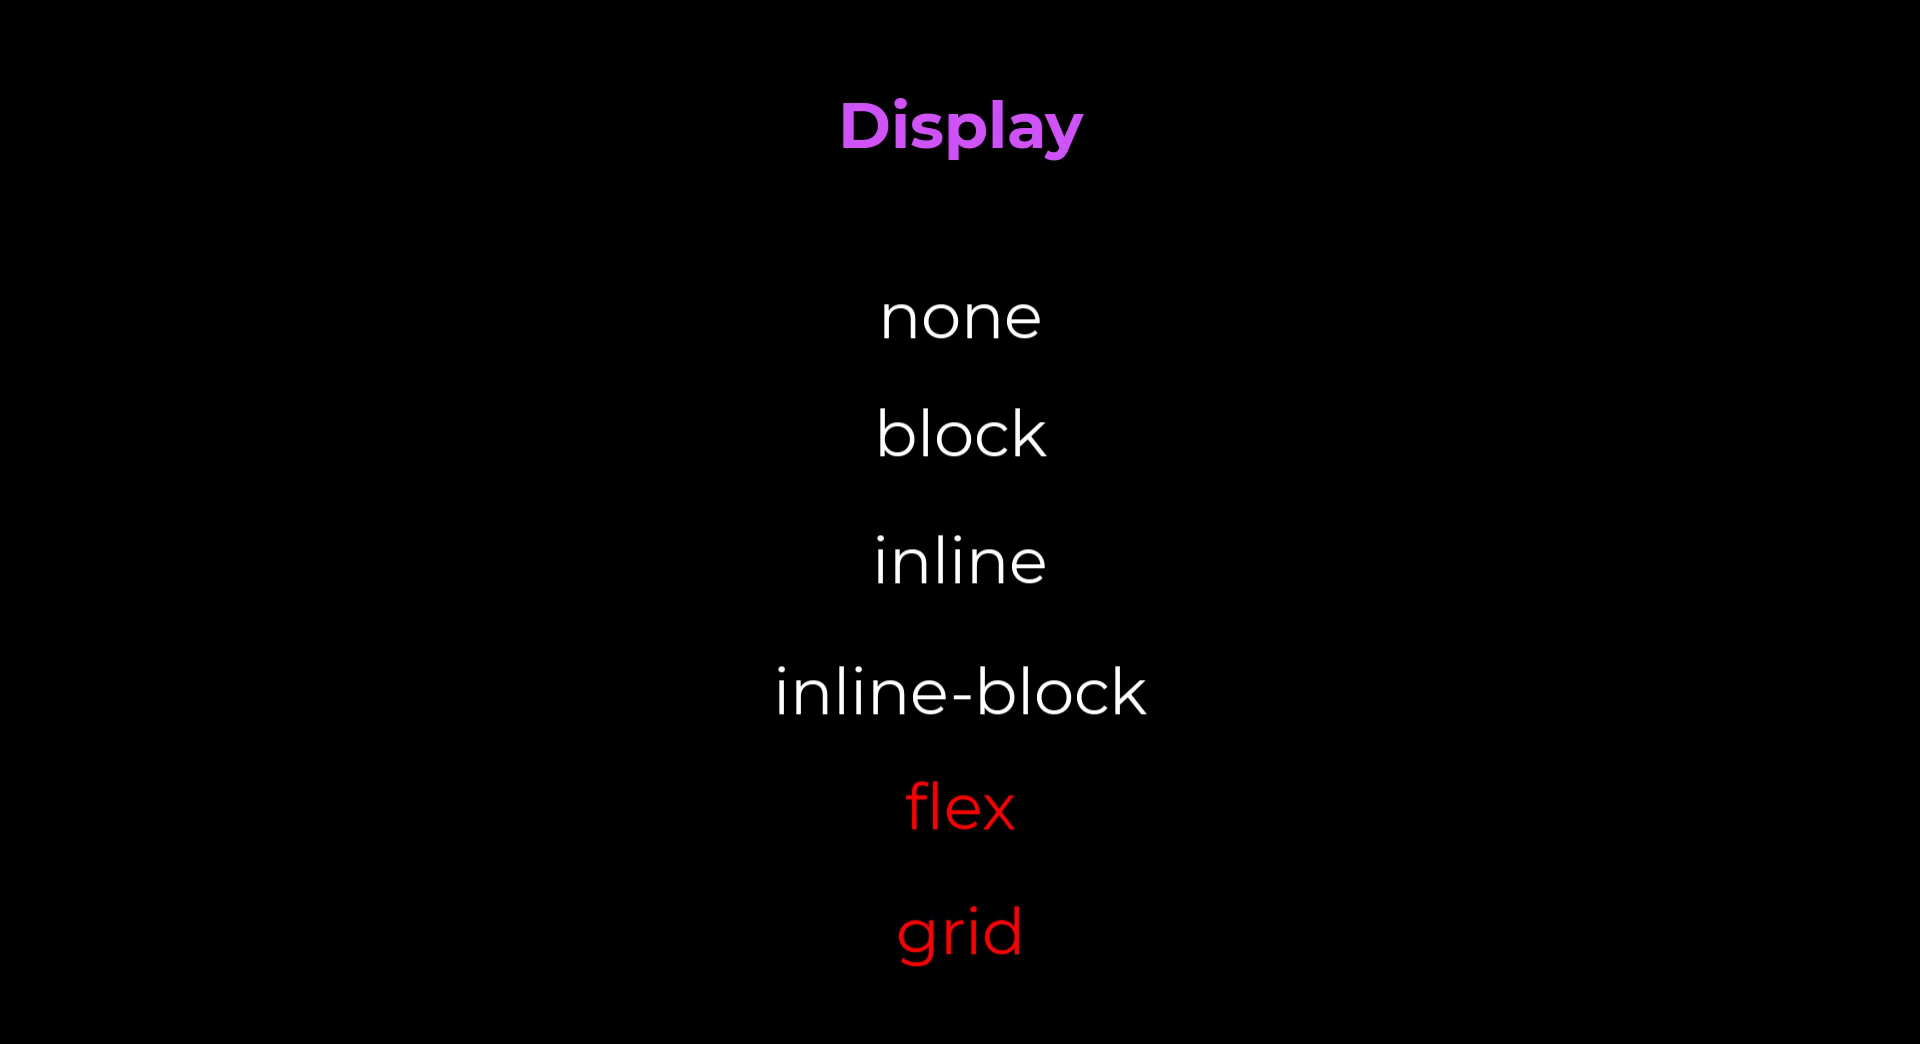 Display
none
block
inline
inline-block
flex
grid